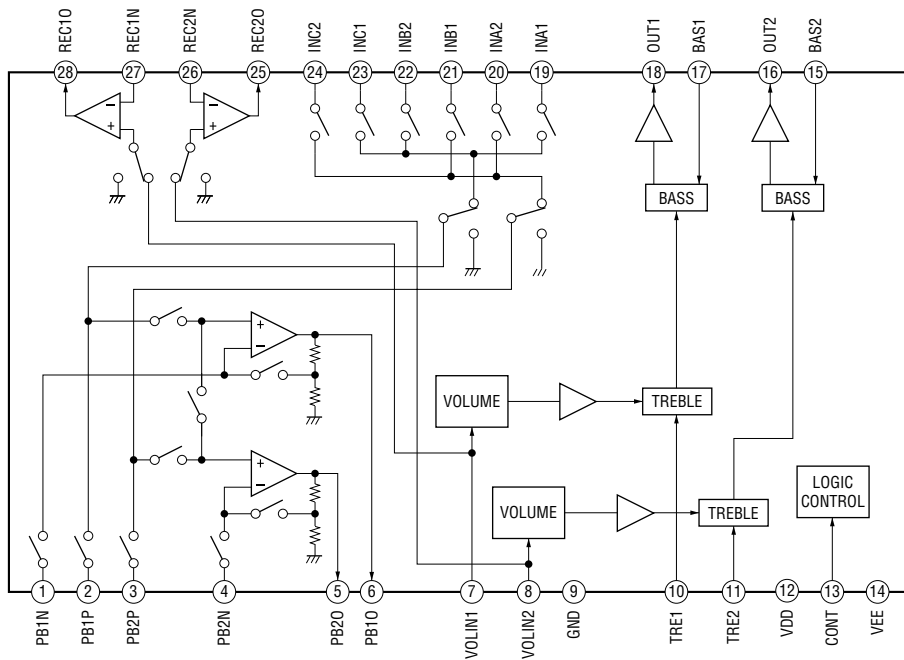 REC1O
REC1N
REC2N
REC2O
INC2
INC1
INB2
INB1
INA2
INA1
OUT1
BAS1
OUT2
BAS2
28
27
26
25
24
23
22
21
20
19
18
17
16
15
−
+
−
+
BASS
BASS
+
−
VOLUME
TREBLE
+
−
VOLUME
TREBLE
LOGIC
CONTROL
1
2
3
4
5
6
7
8
9
10
11
12
13
14
PB1N
PB1P
PB2P
PB2N
PB2O
PB1O
VOLIN1
VOLIN2
GND
TRE1
TRE2
VDD
CONT
VEE